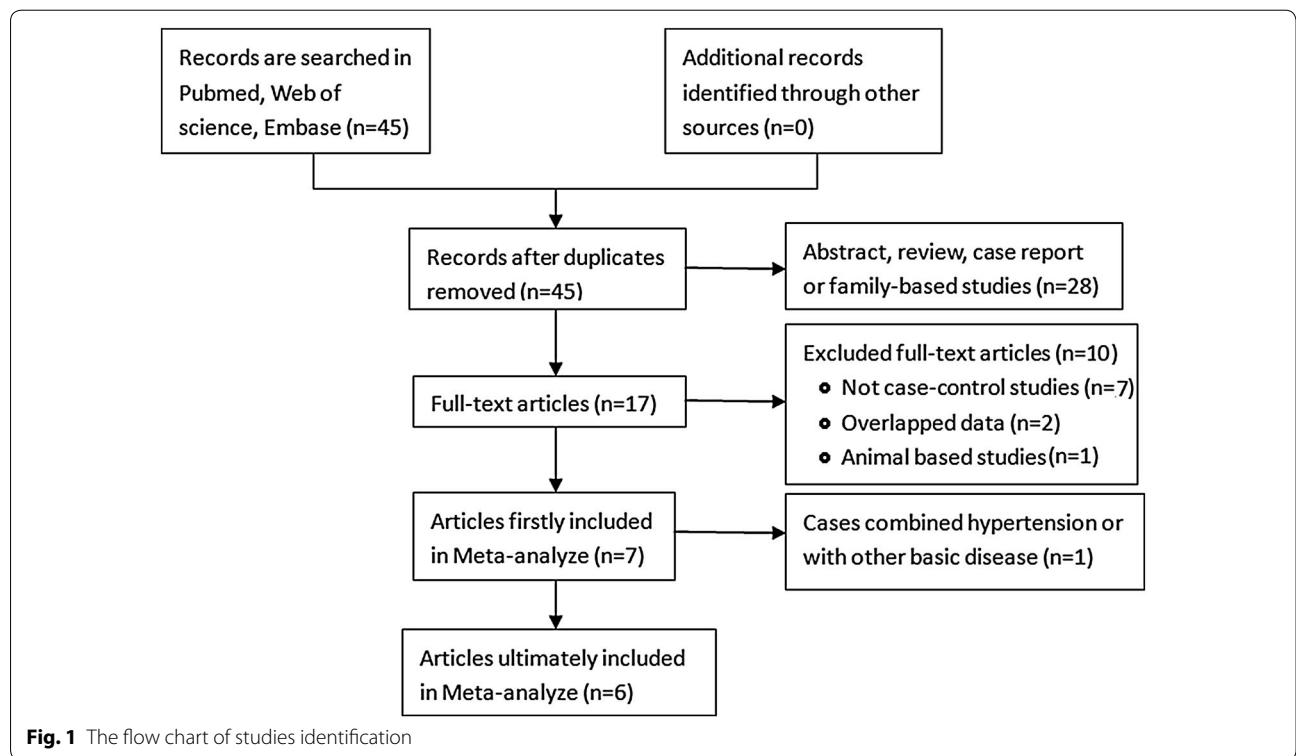 Records are searched in
Pubmed, Web of
science, Embase (n=45)
Additional records
identified through other
sources (n=0)
Records after duplicates
removed (n=45)
Abstract, review, case report
or family-based studies (n=28)
Full-text articles (n=17)
Excluded full-text articles (n=10)
Not case-control studies (n=7)
Overlapped data (n=2)
Animal based studies(n=1)
Articles firstly included
in Meta-analyze (n=7)
Cases combined hypertension or
with other basic disease (n=1)
Articles ultimately included
in Meta-analyze (n=6)
Fig. 1 The flow chart of studies identification